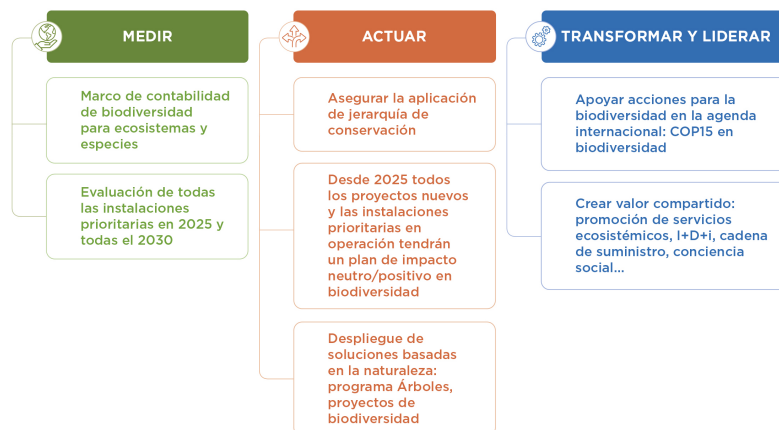 MEDIR
Marco de contabilidad
de biodiversidad
para ecosistemas y
especies
Evaluación de todas
las instalaciones
prioritarias en 2025 y
todas el 2030
ACTUAR
Asegurar la aplicación
de jerarquía de
conservación
Desde 2025 todos
los proyectos nuevos
y las instalaciones
prioritarias en
operación tendrán
un plan de impacto
neutro/positivo en
biodiversidad
Despliegue de
soluciones basadas
en la naturaleza:
programa Árboles,
proyectos de
biodiversidad
TRANSFORMAR Y LIDERAR
Apoyar acciones para la
biodiversidad en la agenda
internacional: COP15 en
biodiversidad
Crear valor compartido:
promoción de servicios
ecosistémicos, I+D+i, cadena
de suministro, conciencia
social...